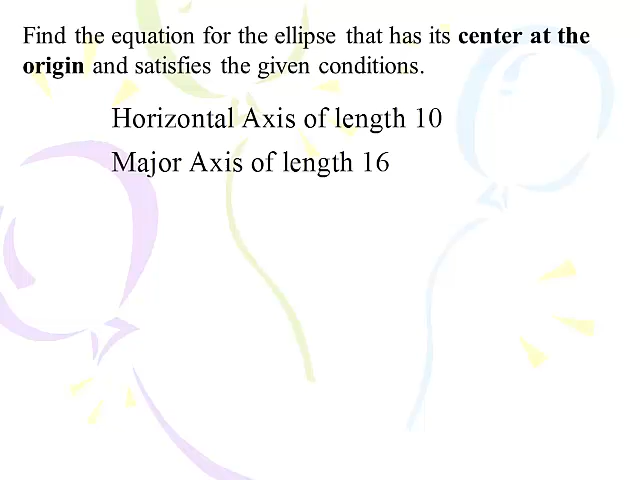 Find the equation for the ellipse that has its center at the
origin and satisfies the given conditions.
Horizontal Axis of length 10
Major Axis of length 16